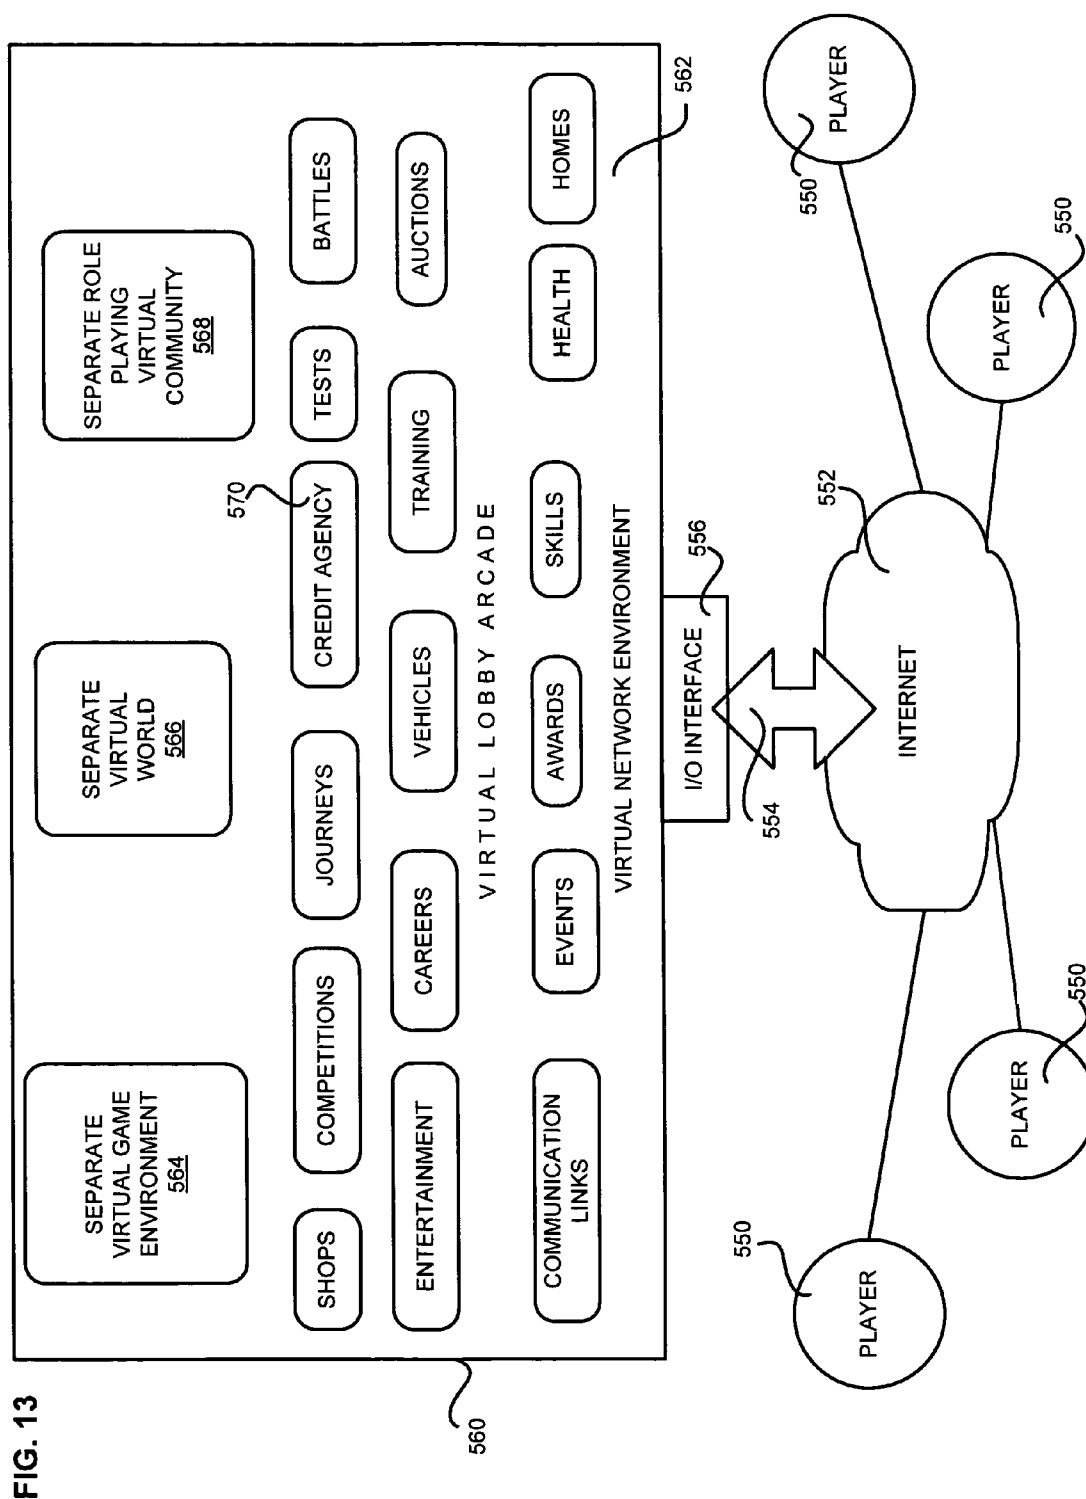 FIG. 13
SEPARATE
VIRTUAL GAME
ENVIRONMENT
564
SEPARATE
VIRTUAL
WORLD
566
SEPARATE ROLE
PLAYING
VIRTUAL
COMMUNITY
568
570
SHOPS
COMPETITIONS
JOURNEYS
CREDIT AGENCY
TESTS
BATTLES
ENTERTAINMENT
CAREERS
VEHICLES
TRAINING
AUCTIONS
VIRTUAL LOBBY ARCADE
COMMUNICATION
LINKS
EVENTS
AWARDS
SKILLS
HEALTH
HOMES
VIRTUAL NETWORK ENVIRONMENT
560
562
I/O INTERFACE
556
554
552
INTERNET
550
PLAYER
550
PLAYER
550
PLAYER
550
PLAYER